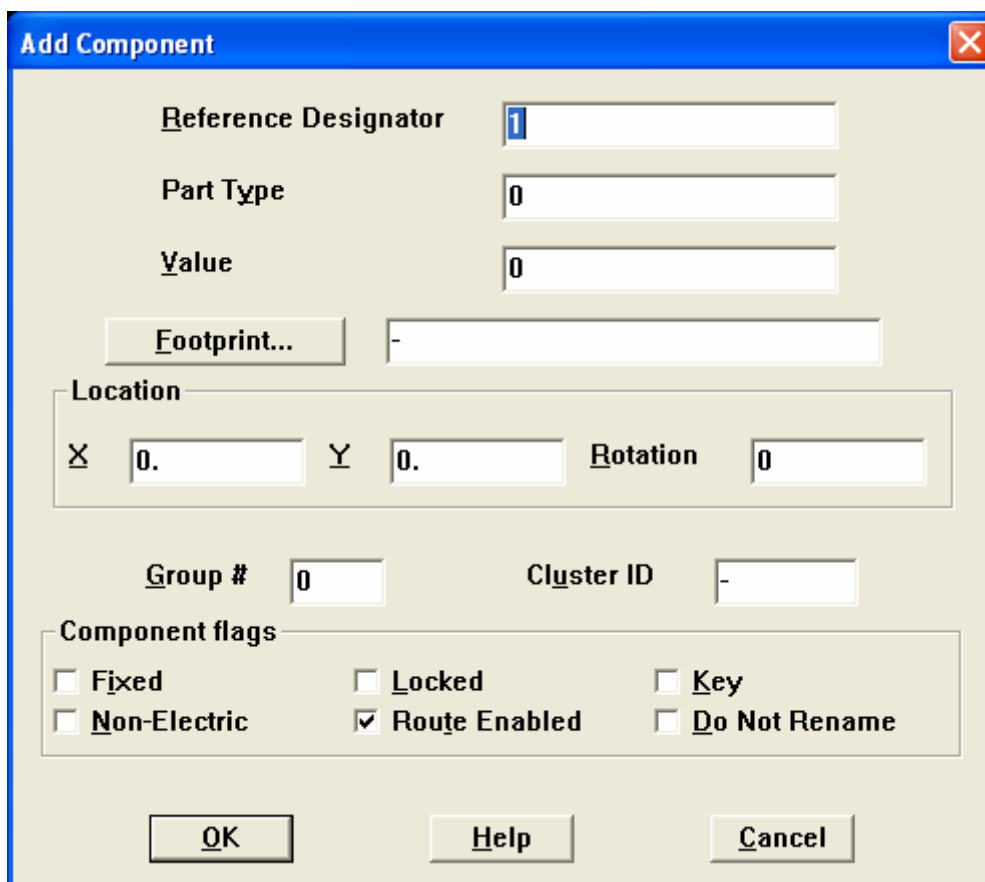 Add Component
Reference Designator 1
Part Type 0
Value 0
Footprint... -
Location
X 0. Y 0. Rotation 0
Group # 0 Cluster ID -
Component flags
Fixed Locked Key
Non-Electric Route Enabled Do Not Rename
OK Help Cancel